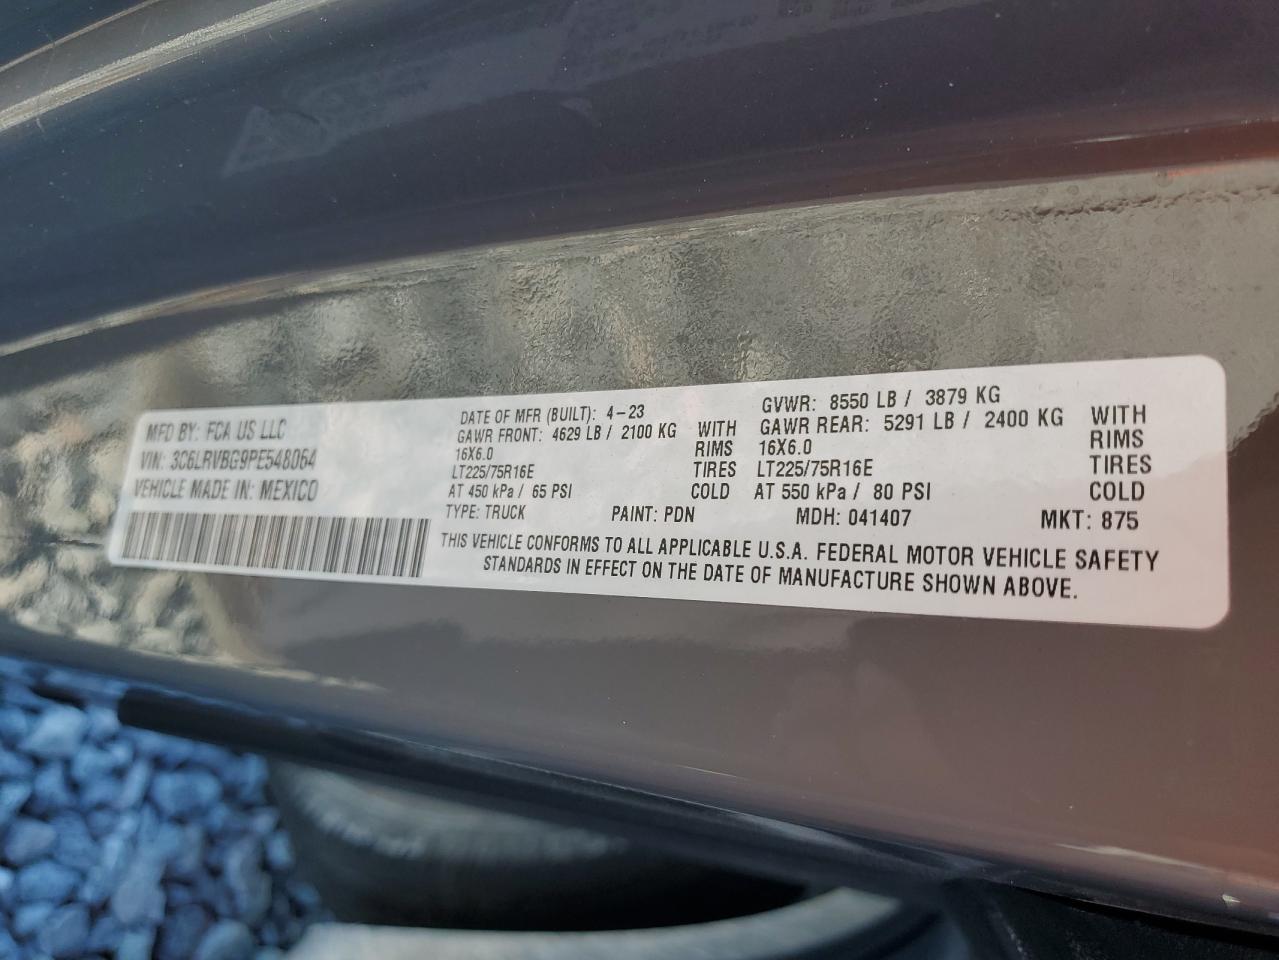 MFD BY: FCA US LLC
VIN: 3C6LRVBG9PE548064
VEHICLE MADE IN: MEXICO
DATE OF MFR (BUILT): 4-23
GVWR: 8550 LB / 3879 KG
GAWR FRONT: 4629 LB / 2100 KG WITH
16X6.0 RIMS
LT225/75R16E TIRES
AT 450 kPa / 65 PSI COLD
GAWR REAR: 5291 LB / 2400 KG WITH
16X6.0 RIMS
LT225/75R16E TIRES
AT 550 kPa / 80 PSI COLD
TYPE: TRUCK PAINT: PDN MDH: 041407 MKT: 875
THIS VEHICLE CONFORMS TO ALL APPLICABLE U.S.A. FEDERAL MOTOR VEHICLE SAFETY
STANDARDS IN EFFECT ON THE DATE OF MANUFACTURE SHOWN ABOVE.